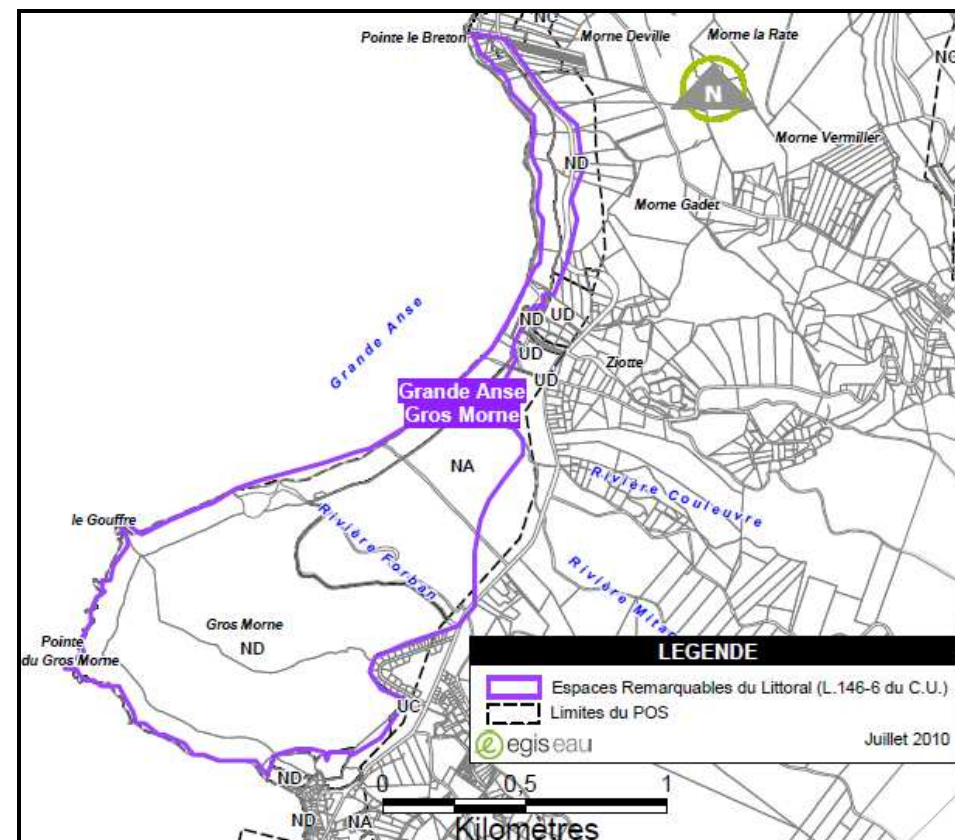 NC
Pointe le Breton
Morne Deville
Morne la Rate
NC
N
Morne Vermiller
ND
Morne Gadet
Grande Anse
ND
UD
UD
Ziotte
UD
Grande Anse
Gros Morne
NA
Rivière Couleuvre
le Gouffre
Rivière Forban
Rivière Mitan
Gros Morne
ND
Pointe
du Gros Morne
UC
ND
ND
NA
LEGENDE
Espaces Remarquables du Littoral (L.146-6 du C.U.)
Limites du POS
egis eau
Juillet 2010
0
0,5
1
Kilomètres